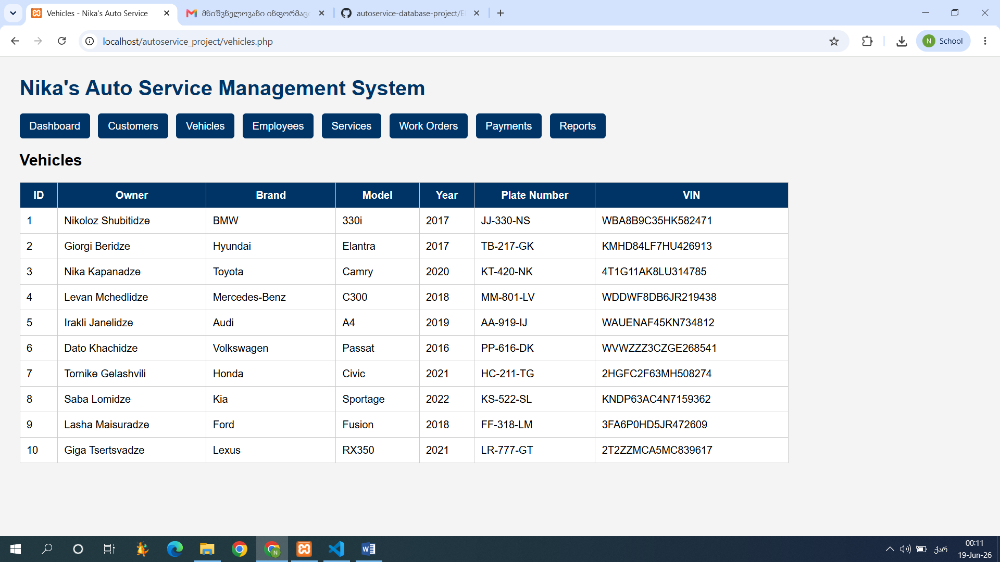 Vehicles - Nika's Auto Service
მნიშვნელოვანი ინფორმაცი
autoservice-database-project/E
localhost/autoservice_project/vehicles.php
N School
Nika's Auto Service Management System
Dashboard Customers Vehicles Employees Services Work Orders Payments Reports
Vehicles
ID Owner Brand Model Year Plate Number VIN
1 Nikoloz Shubitidze BMW 330i 2017 JJ-330-NS WBA8B9C35HK582471
2 Giorgi Beridze Hyundai Elantra 2017 TB-217-GK KMHD84LF7HU426913
3 Nika Kapanadze Toyota Camry 2020 KT-420-NK 4T1G11AK8LU314785
4 Levan Mchedlidze Mercedes-Benz C300 2018 MM-801-LV WDDWF8DB6JR219438
5 Irakli Janelidze Audi A4 2019 AA-919-IJ WAUENAF45KN734812
6 Dato Khachidze Volkswagen Passat 2016 PP-616-DK WVWZZZ3CZGE268541
7 Tornike Gelashvili Honda Civic 2021 HC-211-TG 2HGFC2F63MH508274
8 Saba Lomidze Kia Sportage 2022 KS-522-SL KNDP63AC4N7159362
9 Lasha Maisuradze Ford Fusion 2018 FF-318-LM 3FA6P0HD5JR472609
10 Giga Tsertsvadze Lexus RX350 2021 LR-777-GT 2T2ZZMCA5MC839617
ქარ
00:11
19-Jun-26